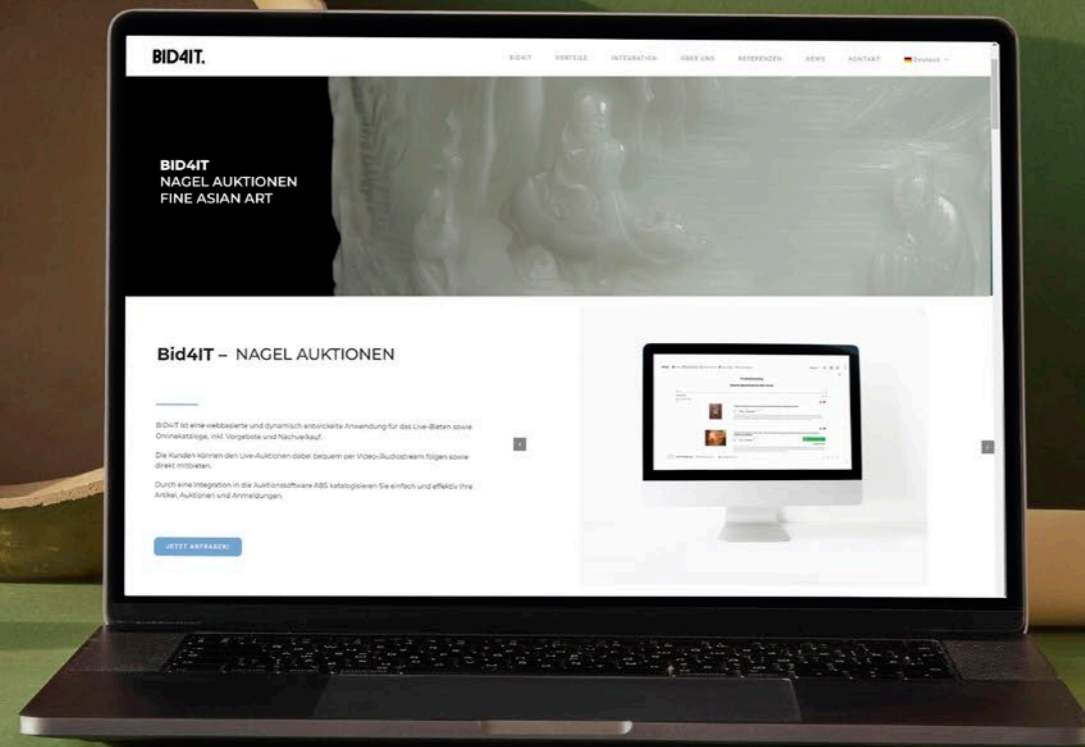 BID4IT.
BID4IT VORTEILE INTEGRATION ÜBER UNS REFERENZEN NEWS KONTAKT Deutsch
BID4IT
NAGEL AUKTIONEN
FINE ASIAN ART
Bid4IT – NAGEL AUKTIONEN
BID4IT ist eine webbasierte und dynamisch entwickelte Anwendung für das Live-Bieten sowie
Onlinekataloge, inkl. Vorgebote und Nachverkauf.
Die Kunden können den Live-Auktionen dabei bequem per Video-/Audiostream folgen sowie
direkt mitbieten.
Durch eine Integration in die Auktionssoftware ABS katalogisieren Sie einfach und effektiv Ihre
Artikel, Auktionen und Anmeldungen.
JETZT ANFRAGEN!